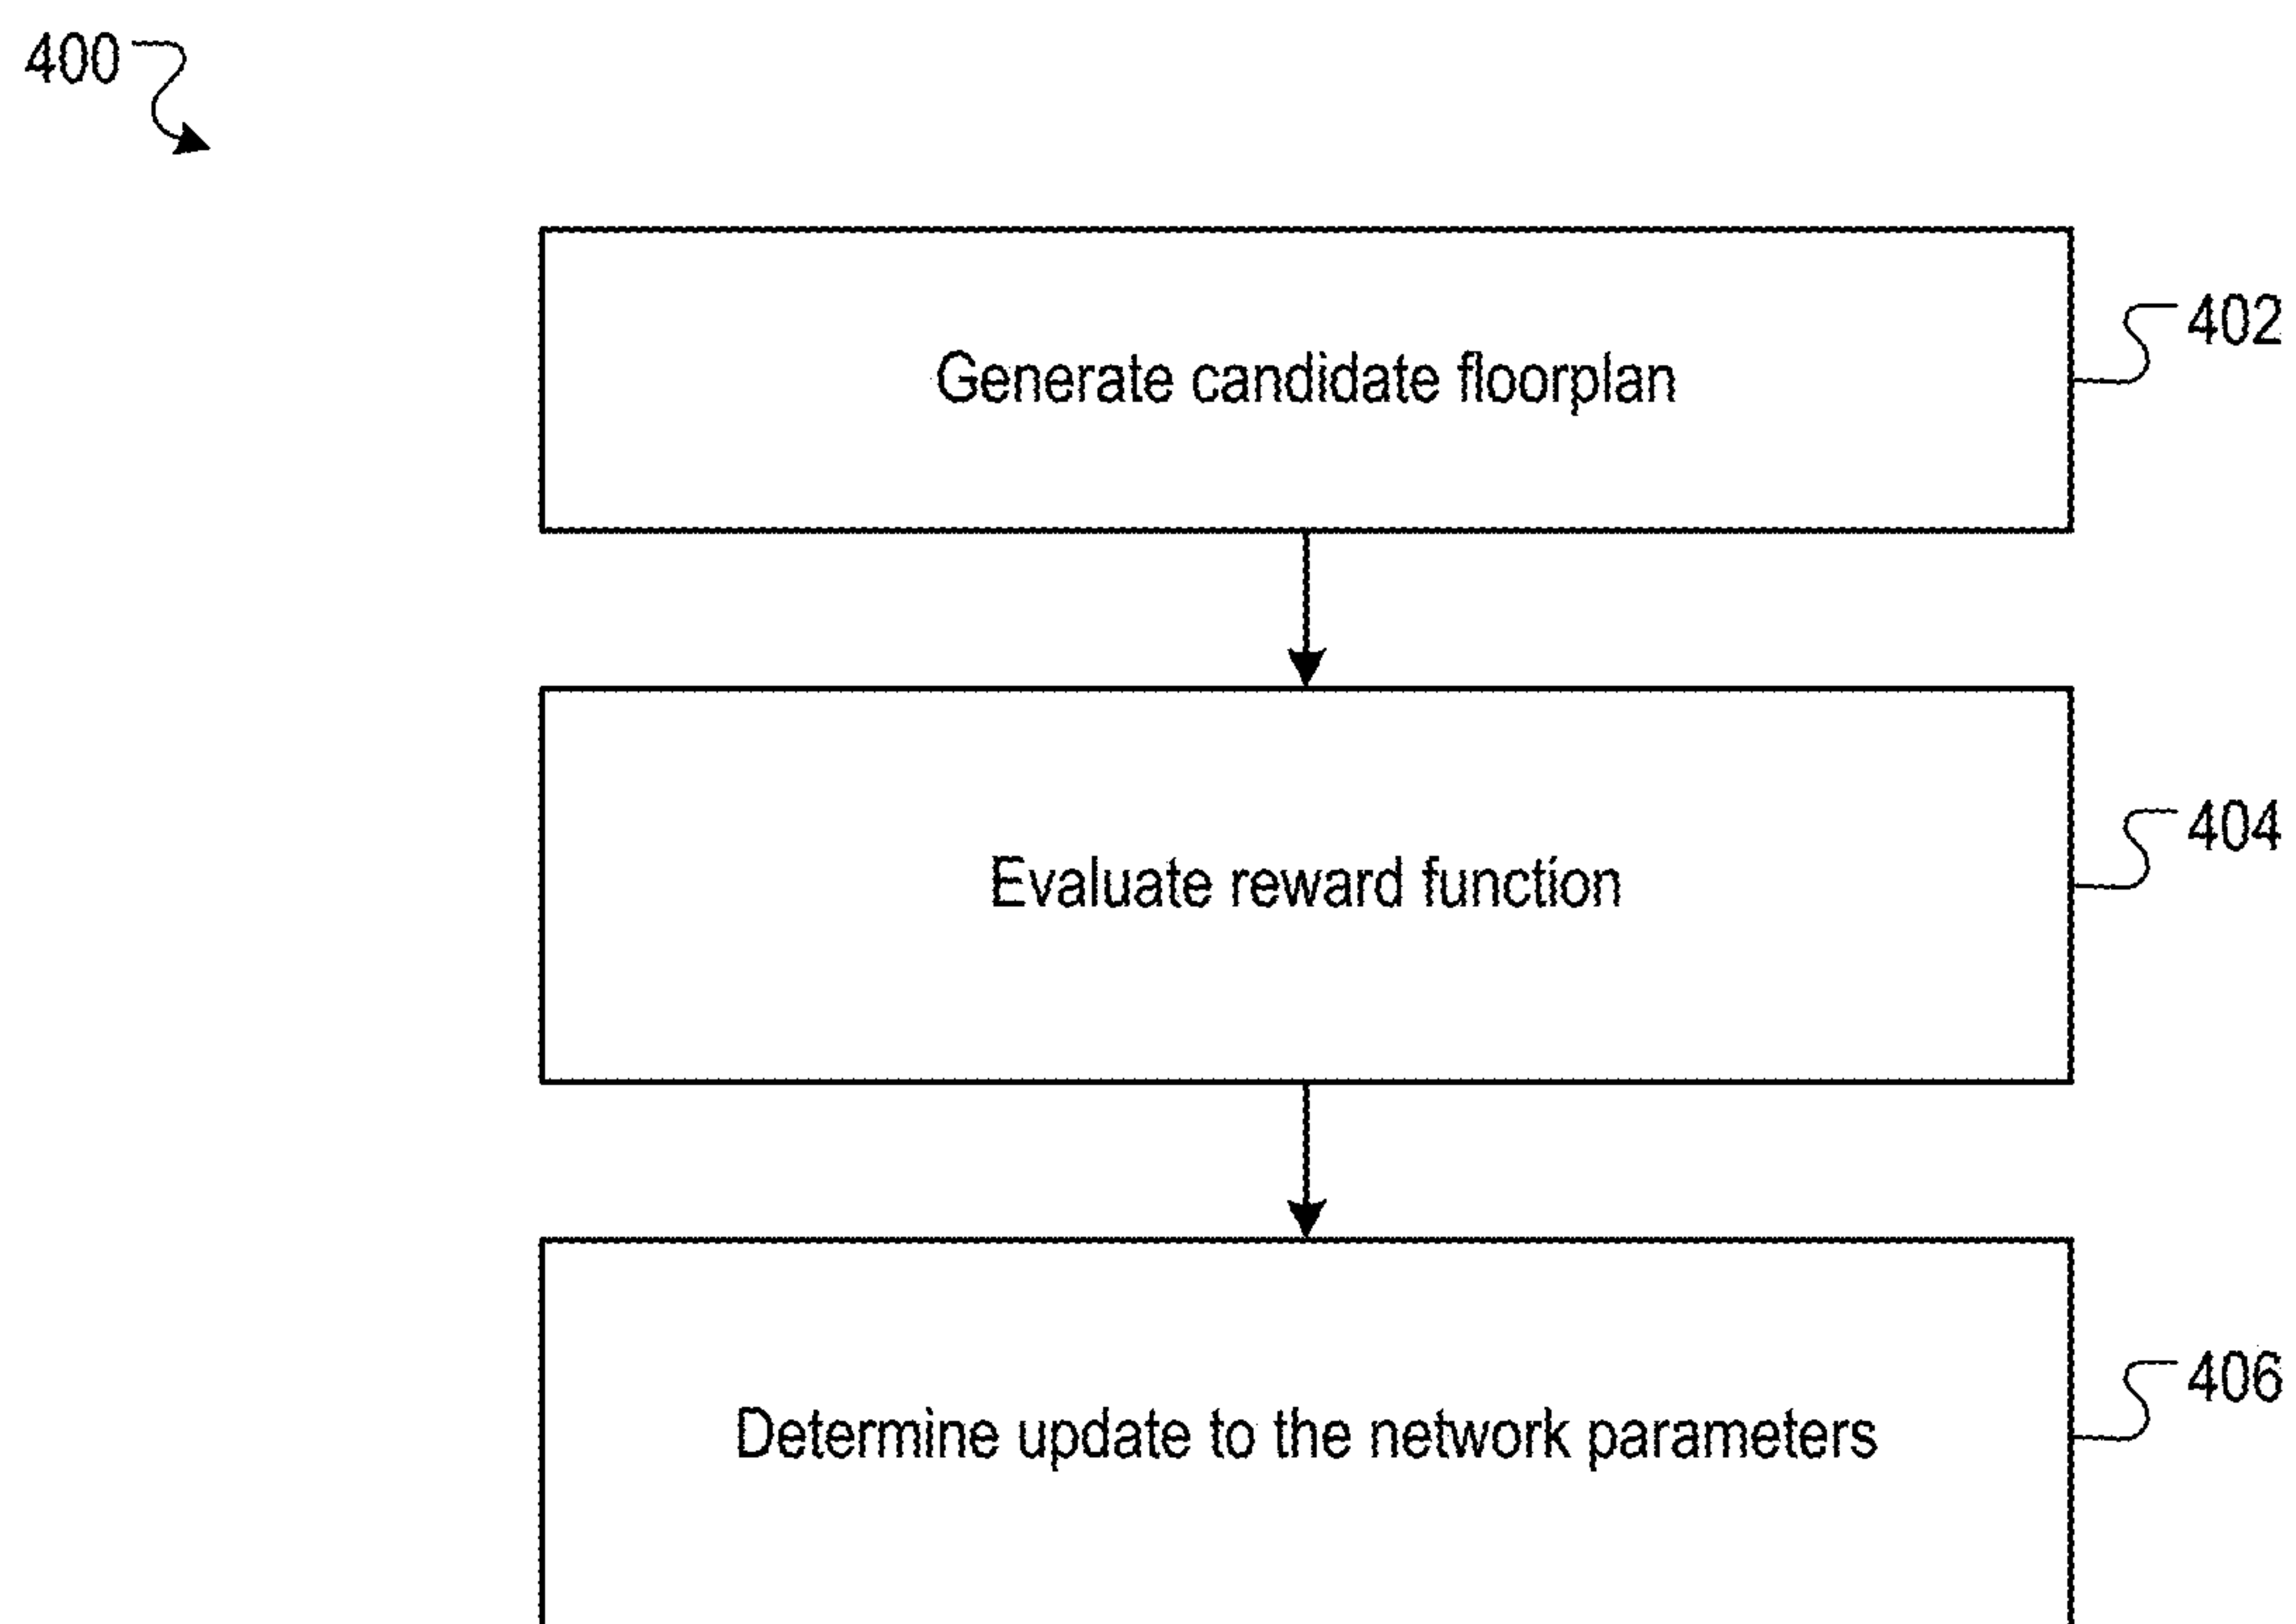 400
Generate candidate floorplan
402
Evaluate reward function
404
Determine update to the network parameters
406